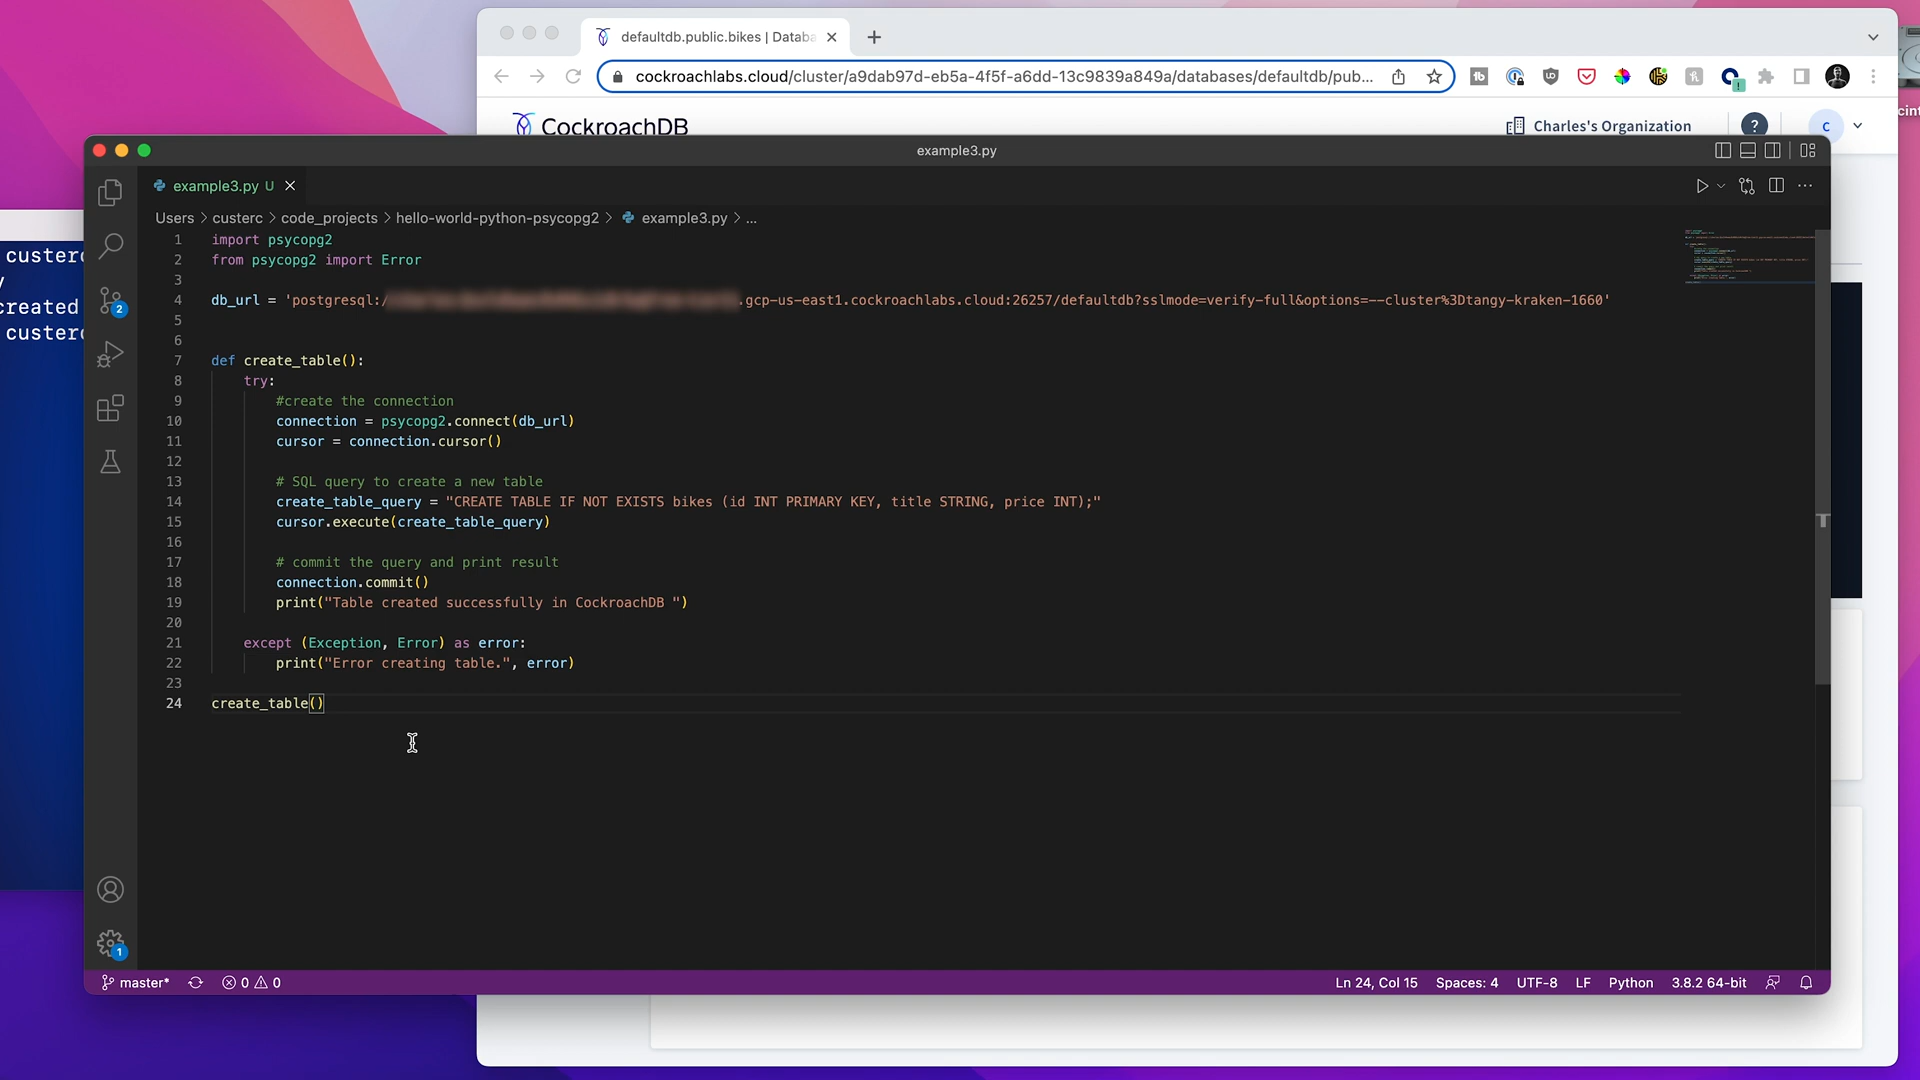 defaultdb.public.bikes | Databa
cockroachlabs.cloud/cluster/a9dab97d-eb5a-4f5f-a6dd-13c9839a849a/databases/defaultdb/pub...
CockroachDB
Charles's Organization
?
C
example3.py
example3.py U
Users > custerc > code_projects > hello-world-python-psycopg2 > example3.py > ...
1 import psycopg2
2 from psycopg2 import Error
3
4 db_url = 'postgresql:/ .gcp-us-east1.cockroachlabs.cloud:26257/defaultdb?sslmode=verify-full&options=--cluster%3Dtangy-kraken-1660'
5
6
7 def create_table():
8 try:
9 #create the connection
10 connection = psycopg2.connect(db_url)
11 cursor = connection.cursor()
12
13 # SQL query to create a new table
14 create_table_query = "CREATE TABLE IF NOT EXISTS bikes (id INT PRIMARY KEY, title STRING, price INT);"
15 cursor.execute(create_table_query)
16
17 # commit the query and print result
18 connection.commit()
19 print("Table created successfully in CockroachDB ")
20
21 except (Exception, Error) as error:
22 print("Error creating table.", error)
23
24 create_table()
custerc
y
created
custerc
2
1
master* 0 0
Ln 24, Col 15 Spaces: 4 UTF-8 LF Python 3.8.2 64-bit
cint